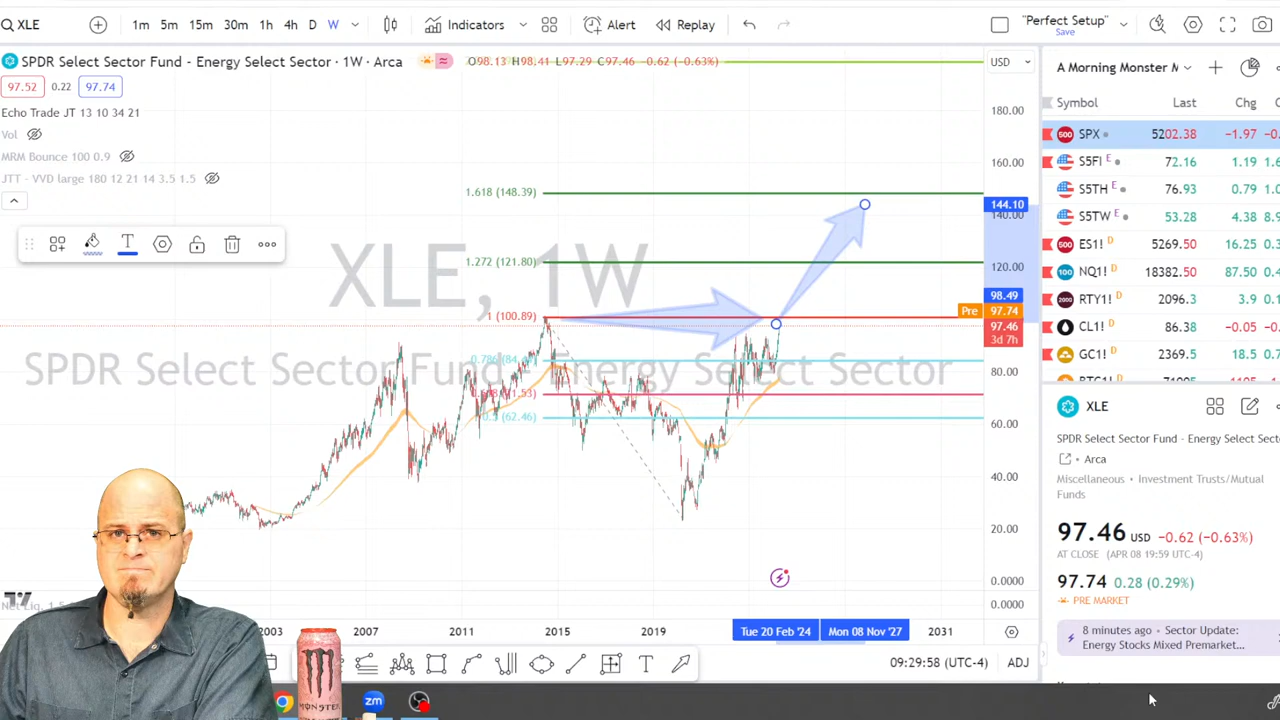 XLE
1m 5m 15m 30m 1h 4h D W
Indicators
Alert
Replay
"Perfect Setup"
Save
SPDR Select Sector Fund - Energy Select Sector · 1W · Arca
O98.13 H98.41 L97.29 C97.46 -0.62 (-0.63%)
USD
97.52 0.22 97.74
Echo Trade JT 13 10 34 21
Vol
MRM Bounce 100 0.9
JTT - VVD large 180 12 21 14 3.5 1.5
XLE, 1W
SPDR Select Sector Fund - Energy Select Sector
1.618 (148.39)
1.272 (121.80)
1 (100.89)
0.5 (62.46)
180.00
160.00
144.10
140.00
120.00
98.49
Pre 97.74
97.46
3d 7h
80.00
60.00
40.00
20.00
0.0000
0.0000
2003 2007 2011 2015 2019 Tue 20 Feb '24 Mon 08 Nov '27 2031
09:29:58 (UTC-4) ADJ
MONSTER
zm
A Morning Monster M
Symbol Last Chg
SPX 5202.38 -1.97
S5FI E 72.16 1.19
S5TH E 76.93 0.79
S5TW E 53.28 4.38
ES1! D 5269.50 16.25
NQ1! D 18382.50 87.50
RTY1! D 2096.3 3.9
CL1! D 86.38 -0.05
GC1! D 2369.5 18.5
XLE
SPDR Select Sector Fund - Energy Select Secto
Arca
Miscellaneous • Investment Trusts/Mutual
Funds
97.46 USD -0.62 (-0.63%)
AT CLOSE (APR 08 19:59 UTC-4)
97.74 0.28 (0.29%)
PRE MARKET
8 minutes ago • Sector Update:
Energy Stocks Mixed Premarket...